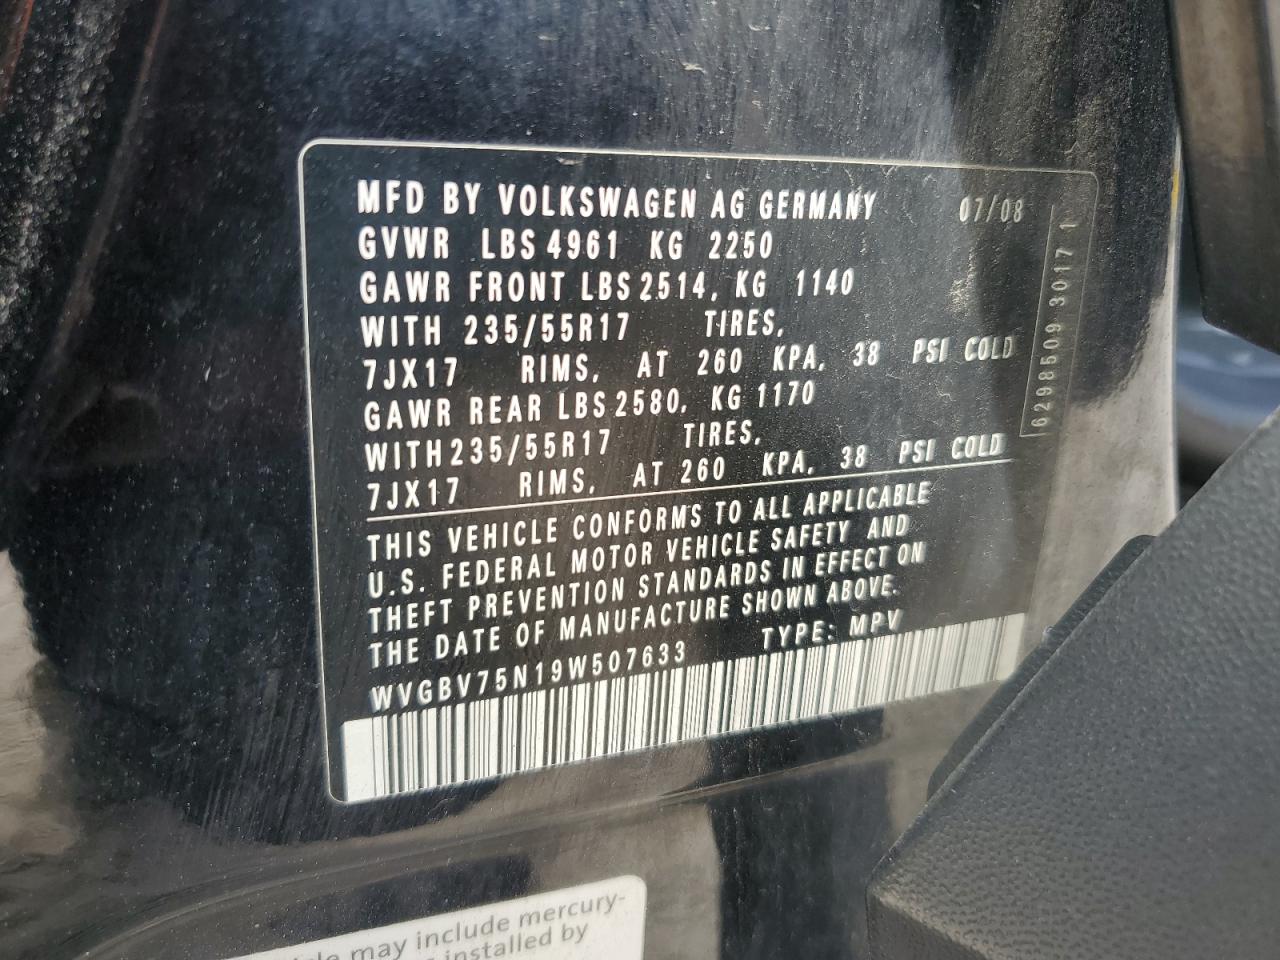 MFD BY VOLKSWAGEN AG GERMANY 07/08
GVWR LBS 4961 KG 2250
GAWR FRONT LBS 2514, KG 1140
WITH 235/55R17 TIRES,
7JX17 RIMS, AT 260 KPA, 38 PSI COLD
GAWR REAR LBS 2580, KG 1170
WITH 235/55R17 TIRES,
7JX17 RIMS, AT 260 KPA, 38 PSI COLD
THIS VEHICLE CONFORMS TO ALL APPLICABLE
U.S. FEDERAL MOTOR VEHICLE SAFETY AND
THEFT PREVENTION STANDARDS IN EFFECT ON
THE DATE OF MANUFACTURE SHOWN ABOVE.
WVGBV75N19W507633 TYPE: MPV
6298509 30171 1
may include mercury-
installed by